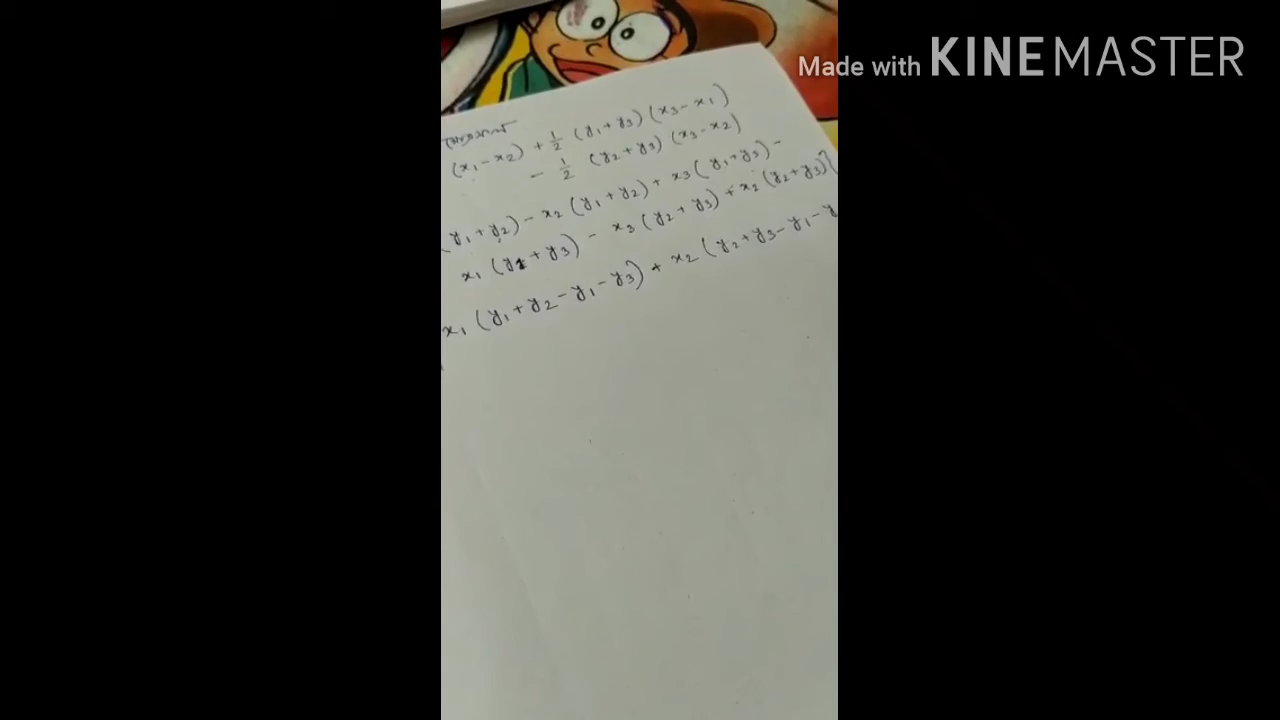 Made with KINEMASTER
(x₁-x₂) + 1/2 (y₁+y₃) (x₃-x₁)
- 1/2 (y₂+y₃) (x₃-x₂)
(y₁+y₂) - x₂ (y₁+y₂) + x₃ (y₁+y₃) -
x₁ (y₁+y₃) - x₃ (y₂+y₃) + x₂ (y₂+y₃)}
x₁ (y₁+y₂-y₁-y₃) + x₂ (y₂+y₃-y₁-y